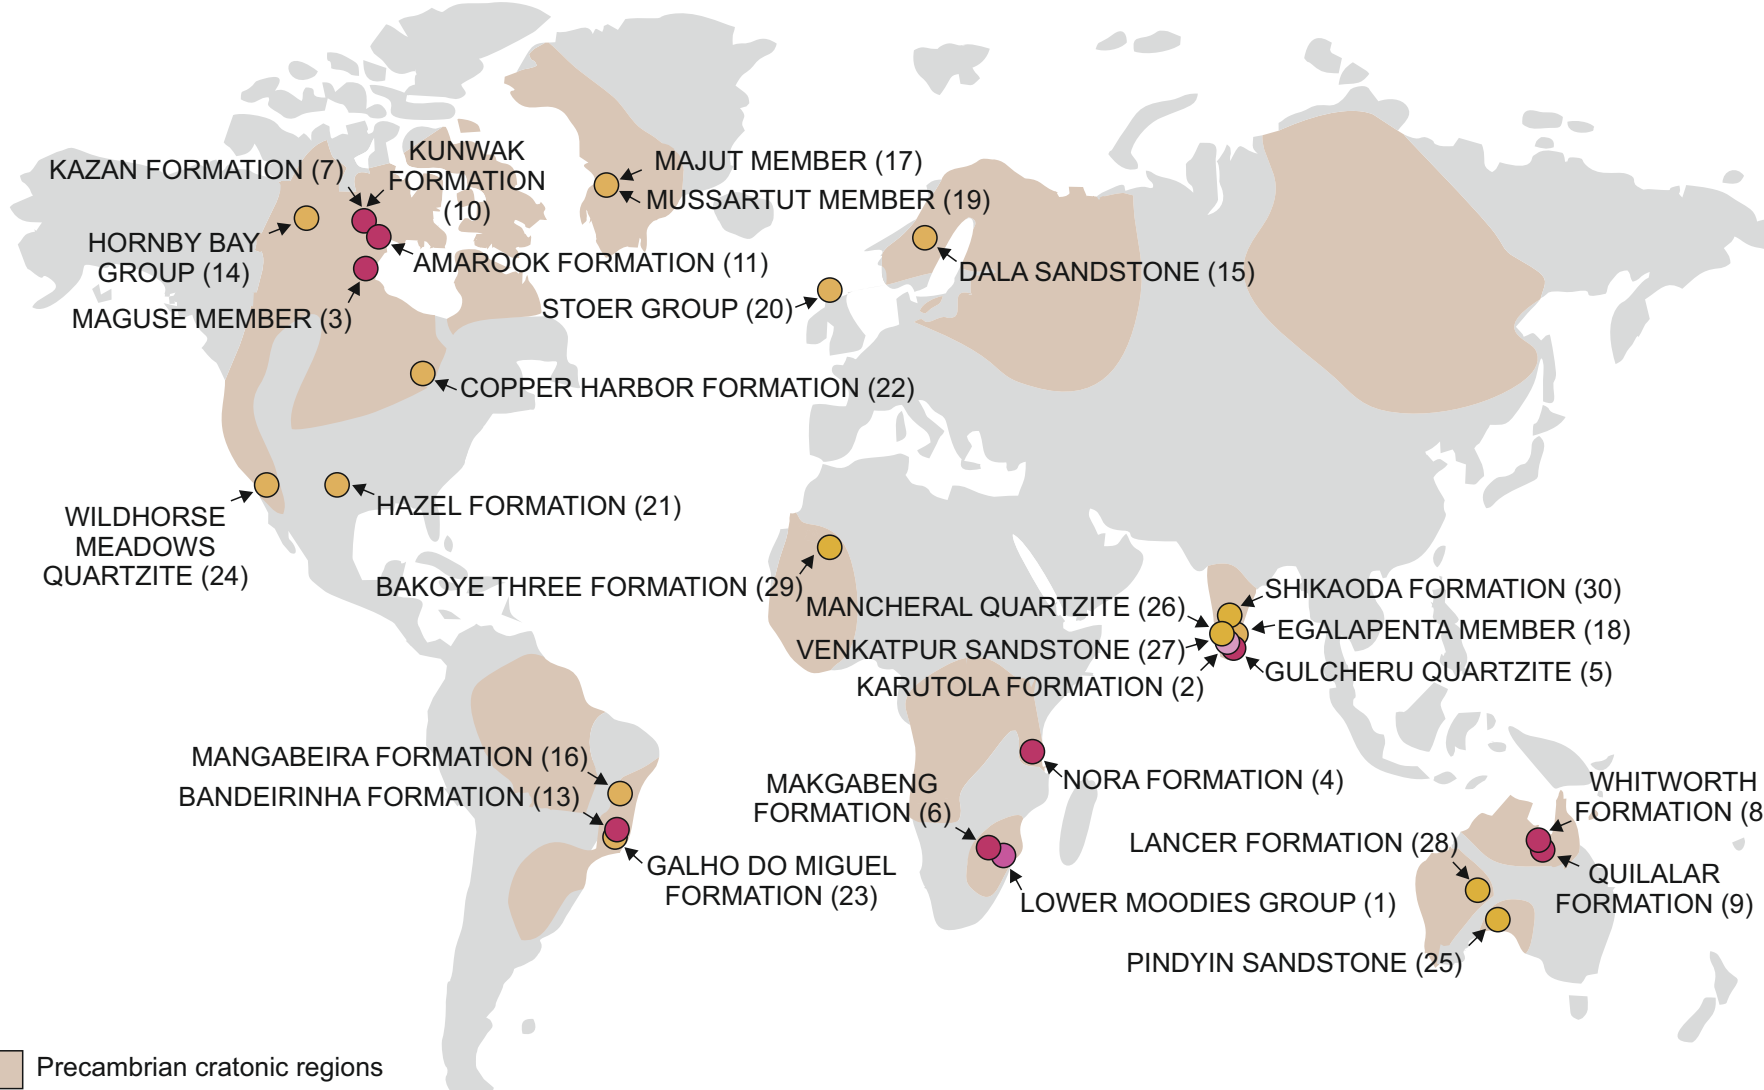 KAZAN FORMATION (7)
KUNWAK
FORMATION
(10)
HORNBY BAY
GROUP (14)
AMAROOK FORMATION (11)
MAGUSE MEMBER (3)
MAJUT MEMBER (17)
MUSSARTUT MEMBER (19)
DALA SANDSTONE (15)
STOER GROUP (20)
COPPER HARBOR FORMATION (22)
HAZEL FORMATION (21)
WILDHORSE
MEADOWS
QUARTZITE (24)
BAKOYE THREE FORMATION (29)
MANCHERAL QUARTZITE (26)
VENKATPUR SANDSTONE (27)
KARUTOLA FORMATION (2)
SHIKAODA FORMATION (30)
EGALAPENTA MEMBER (18)
GULCHERU QUARTZITE (5)
MANGABEIRA FORMATION (16)
BANDEIRINHA FORMATION (13)
GALHO DO MIGUEL
FORMATION (23)
MAKGABENG
FORMATION (6)
NORA FORMATION (4)
LOWER MOODIES GROUP (1)
WHITWORTH
FORMATION (8
LANCER FORMATION (28)
QUILALAR
FORMATION (9)
PINDYIN SANDSTONE (25)
Precambrian cratonic regions